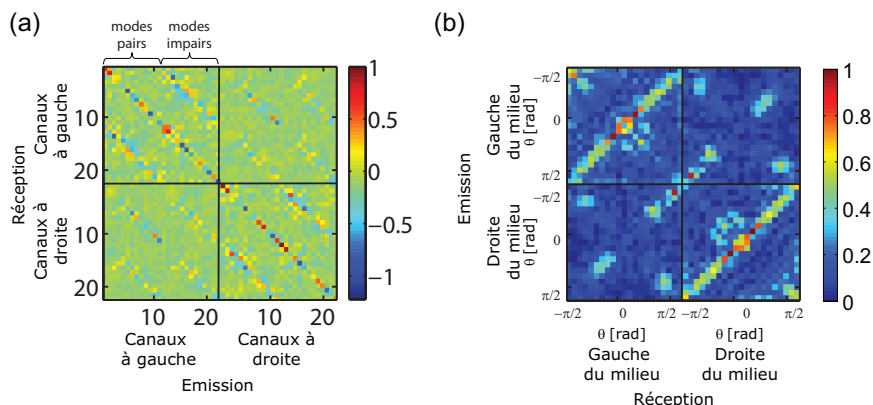 (a)
modes
pairs
modes
impairs
Réception
Canaux
à gauche
Canaux à
droite
10
20
10
20
10
20
10
20
Canaux
à gauche
Canaux à
droite
Emission
1
0.5
0
−0.5
−1
(b)
Emission
Gauche
du milieu
θ [rad]
Droite
du milieu
θ [rad]
−π/2
0
π/2
−π/2
0
π/2
−π/2
0
π/2
−π/2
0
π/2
θ [rad]
Gauche
du milieu
θ [rad]
Droite
du milieu
Réception
1
0.8
0.6
0.4
0.2
0